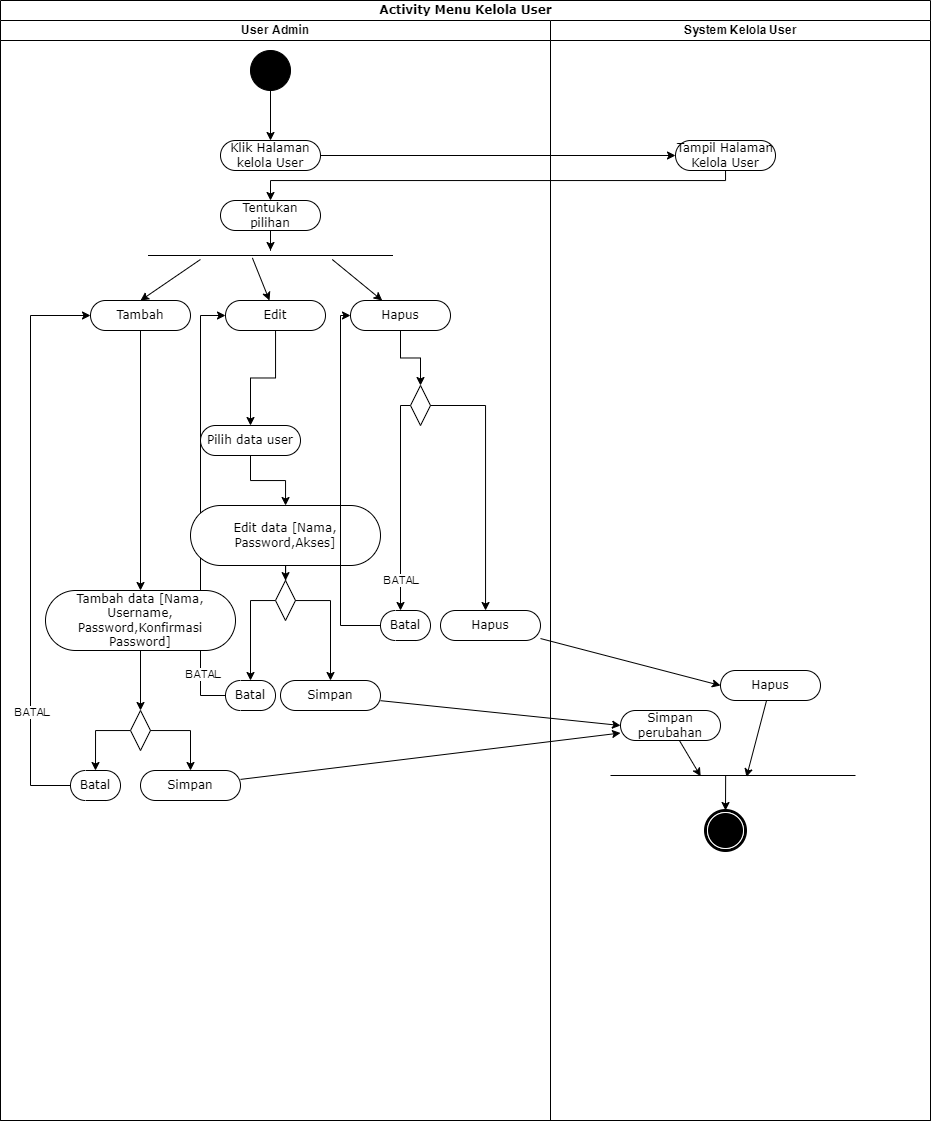 Activity Menu Kelola User
User Admin
System Kelola User
Klik Halaman
kelola User
Tampil Halaman
Kelola User
Tentukan
pilihan
Tambah
Edit
Hapus
Pilih data user
Edit data [Nama,
Password,Akses]
BATAL
Tambah data [Nama,
Username,
Password,Konfirmasi
Password]
Batal
Hapus
BATAL
Batal
Simpan
Hapus
BATAL
Simpan
perubahan
Batal
Simpan